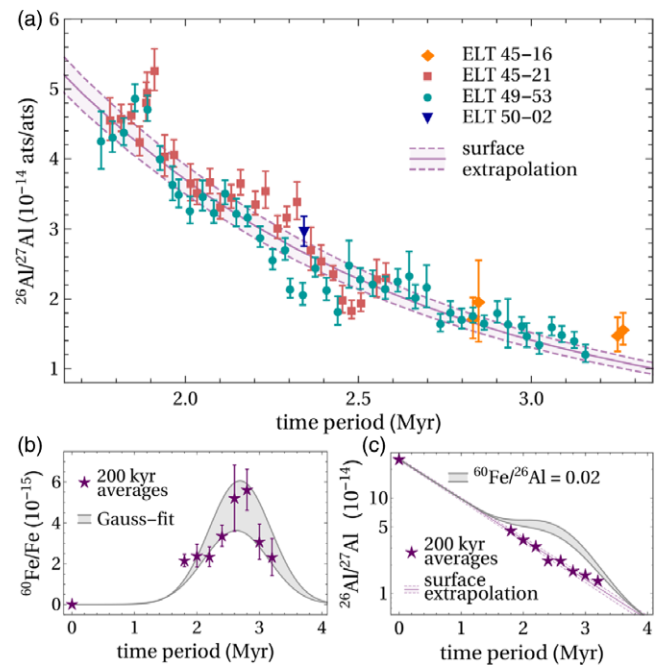 (a)
6
5
4
3
2
1
²⁶Al/²⁷Al (10⁻¹⁴ ats/ats)
ELT 45−16
ELT 45−21
ELT 49−53
ELT 50−02
surface
extrapolation
2.0
2.5
3.0
time period (Myr)
(b)
6
4
2
0
⁶⁰Fe/Fe (10⁻¹⁵)
200 kyr
averages
Gauss−fit
0
1
2
3
4
time period (Myr)
(c)
10
5
1
²⁶Al/²⁷Al (10⁻¹⁴)
⁶⁰Fe/²⁶Al = 0.02
200 kyr
averages
surface
extrapolation
0
1
2
3
4
time period (Myr)